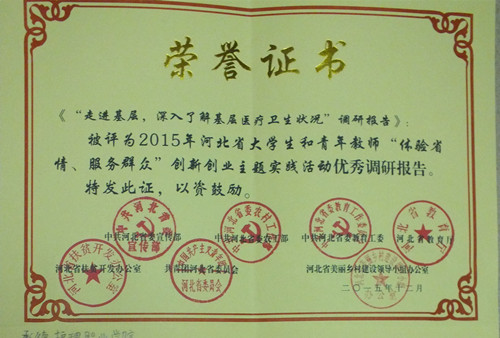 荣誉证书
《“走进基层,深入了解基层医疗卫生状况”调研报告》:
被评为2015年河北省大学生和青年教师“体验省
情、服务群众”创新创业主题实践活动优秀调研报告。
特发此证,以资鼓励。
中共河北省委宣传部 中共河北省委农村工作部 中共河北省委教育工委 河北省教育厅
河北省扶贫开发办公室 共青团河北省委员会 河北省美丽乡村建设领导小组办公室
二〇一五年十二月